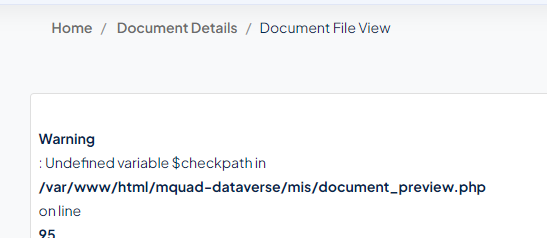 Home / Document Details / Document File View
Warning
: Undefined variable $checkpath in
/var/www/html/mquad-dataverse/mis/document_preview.php
on line
95